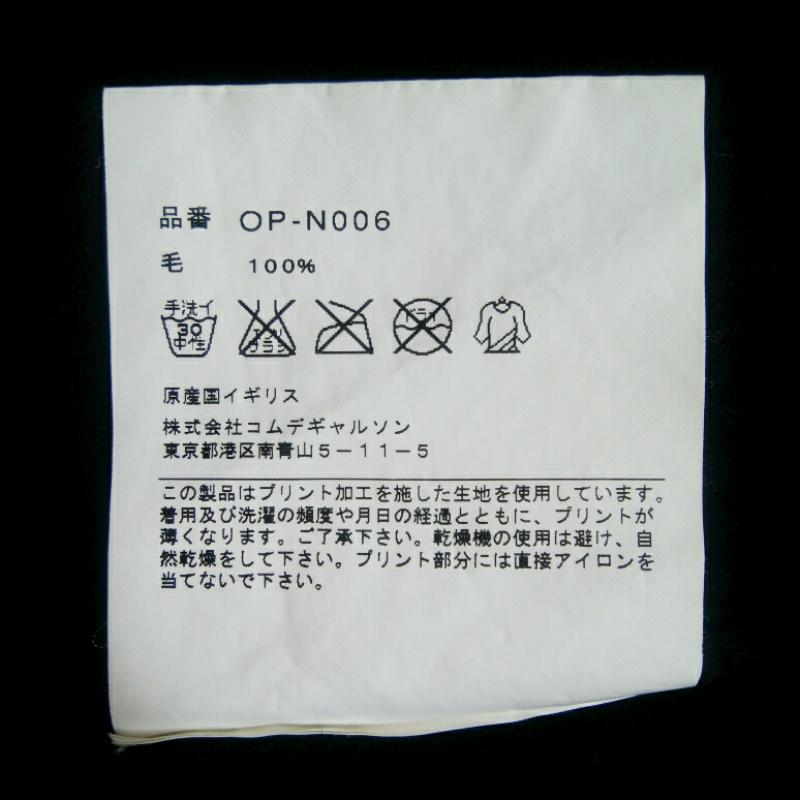 品番 OP-N006
毛 100%
手洗イ
30
中性
エンソ
サラシ
ドライ
原産国イギリス
株式会社コムデギャルソン
東京都港区南青山5-11-5
この製品はプリント加工を施した生地を使用しています。
着用及び洗濯の頻度や月日の経過とともに、プリントが
薄くなります。ご了承下さい。乾燥機の使用は避け、自
然乾燥をして下さい。プリント部分には直接アイロンを
当てないで下さい。